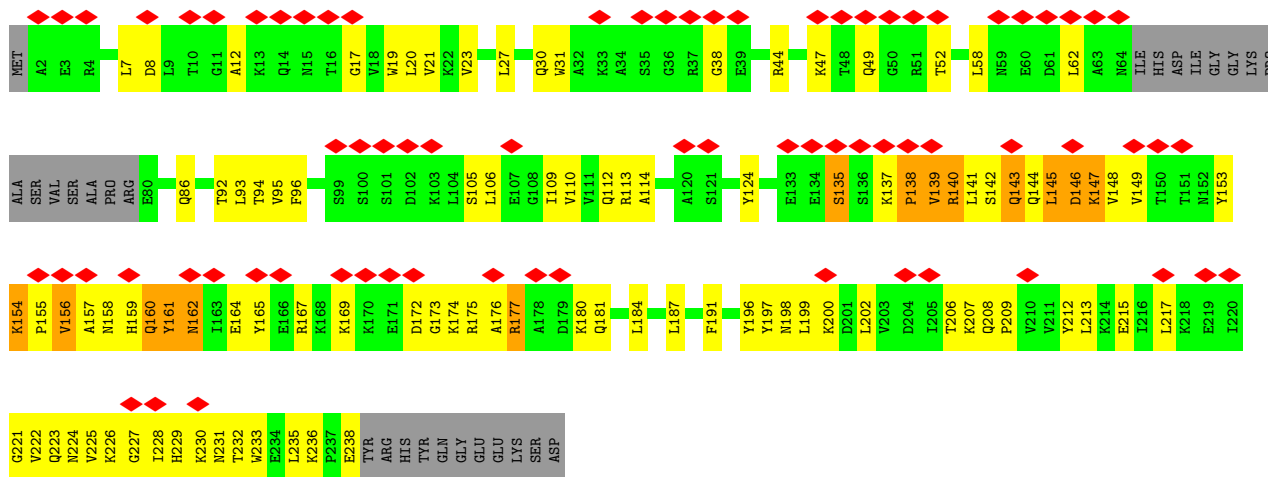 MET A2 E3 R4 L7 D8 L9 T10 G11 A12 K13 Q14 N15 T16 G17 V18 W19 L20 V21 K22 V23 L27 Q30 W31 A32 K33 A34 S35 G36 R37 G38 E39 R44 K47 T48 Q49 G50 R51 T52 L58 N59 E60 D61 L62 A63 N64 ILE HIS ASP ILE GLY GLY LYS PRO
ALA SER VAL SER ALA PRO ARG E80 Q86 T92 L93 T94 V95 F96 S99 S100 S101 D102 K103 L104 S105 L106 E107 G108 I109 V110 V111 Q112 R113 A114 A120 S121 Y124 E133 E134 S135 S136 K137 P138 V139 R140 L141 S142 Q143 Q144 L145 D146 K147 V148 V149 T150 T151 N152 Y153
K154 P155 V156 A157 N158 H159 Q160 Y161 N162 I163 E164 Y165 E166 R167 K168 K169 K170 E171 D172 G173 K174 R175 A176 R177 A178 D179 K180 Q181 L184 L187 F191 Y196 Y197 N198 L199 K200 D201 L202 V203 D204 I205 T206 K207 Q208 P209 V210 V211 Y212 L213 K214 E215 I216 L217 K218 E219 I220
G221 V222 Q223 N224 V225 K226 G227 I228 H229 K230 N231 T232 W233 E234 L235 K236 P237 E238 TYR ARG HIS TYR GLN GLY GLY GLU GLU LYS SER ASP